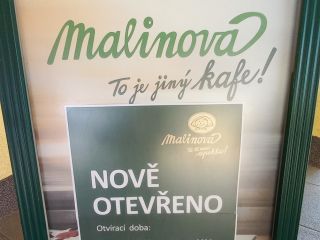 Malinová
To je jiný kafe!
Malinová
NOVĚ
OTEVŘENO
Otvírací doba: